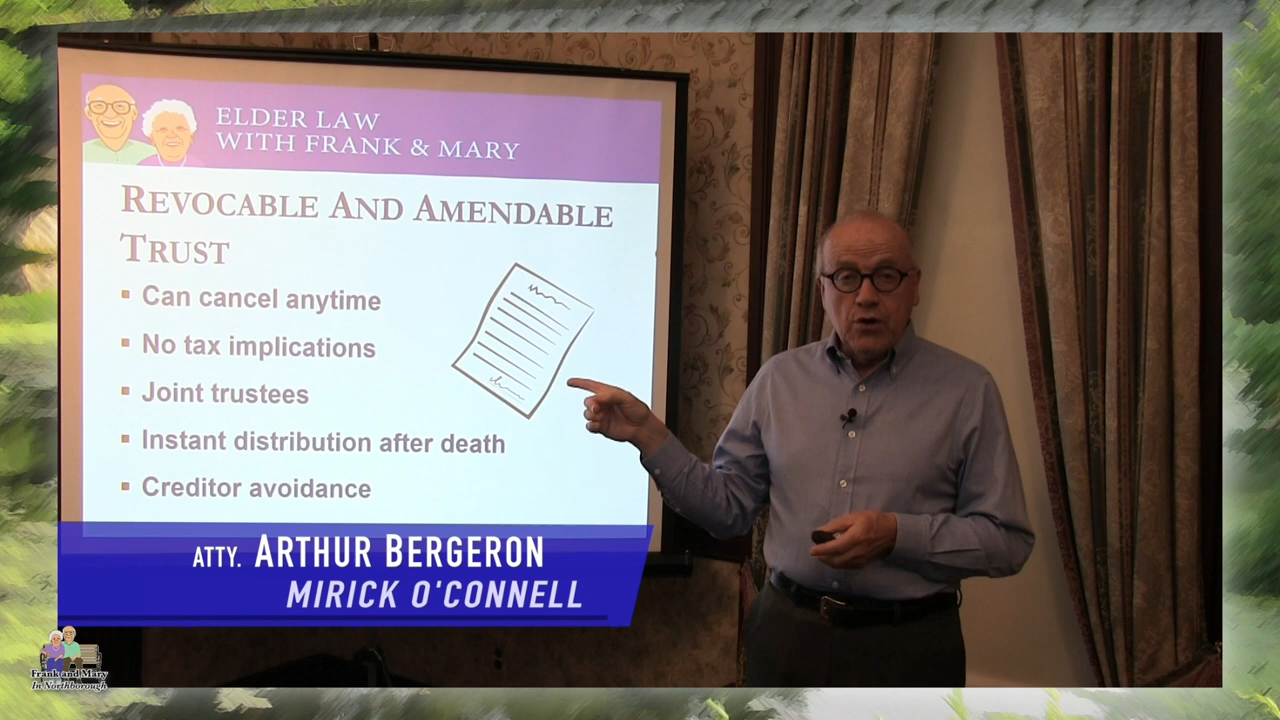 ELDER LAW
WITH FRANK & MARY
REVOCABLE AND AMENDABLE
TRUST
Can cancel anytime
No tax implications
Joint trustees
Instant distribution after death
Creditor avoidance
ATTY. ARTHUR BERGERON
MIRICK O'CONNELL
Frank and Mary
In Northborough